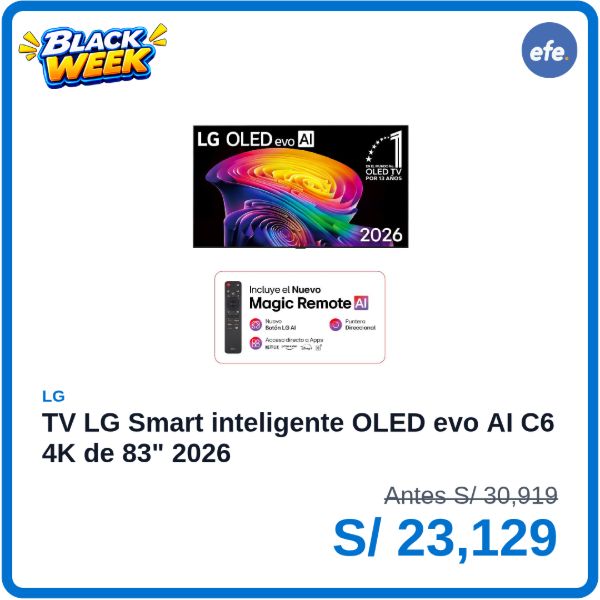 BLACK
WEEK
efe.
LG OLED evo AI
1
EN EL MUNDO No.
OLED TV
POR 13 AÑOS
2026
Incluye el Nuevo
Magic Remote AI
Nuevo
Botón LG AI
Puntero
Direccional
Acceso directo a Apps
NETFLIX
LG
TV LG Smart inteligente OLED evo AI C6
4K de 83" 2026
Antes S/ 30,919
S/ 23,129